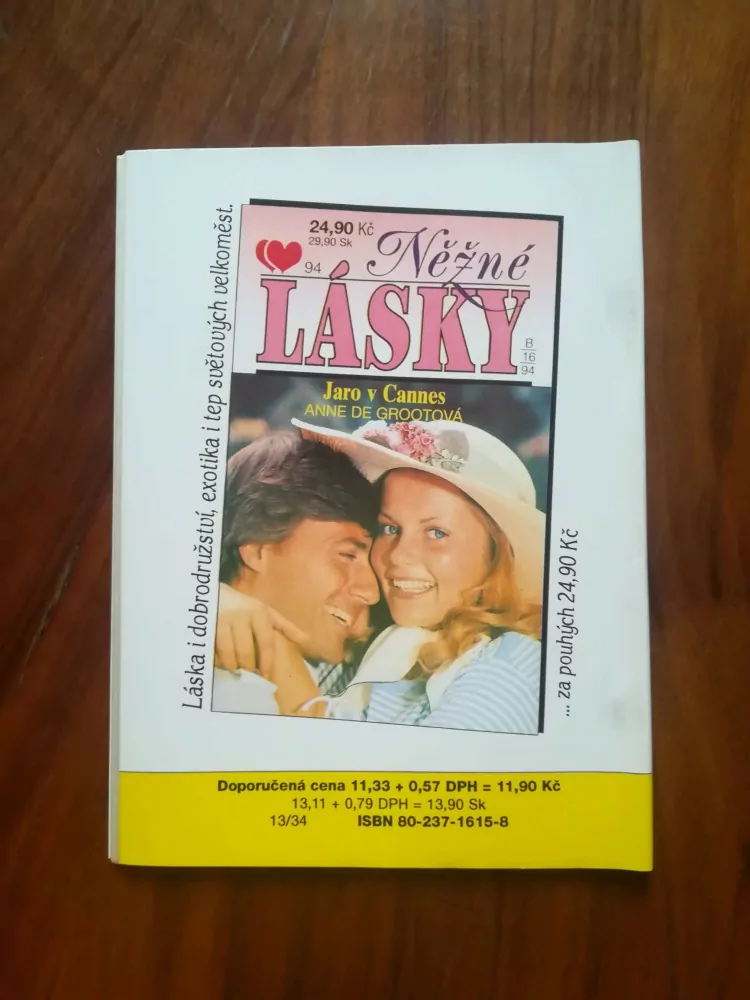 Láska i dobrodružství, exotika i tep světových velkoměst.
24,90 Kč
29,90 Sk
94
Něžné
LÁSKY
B
16
94
Jaro v Cannes
ANNE DE GROOTOVÁ
... za pouhých 24,90 Kč
Doporučená cena 11,33 + 0,57 DPH = 11,90 Kč
13,11 + 0,79 DPH = 13,90 Sk
13/34 ISBN 80-237-1615-8